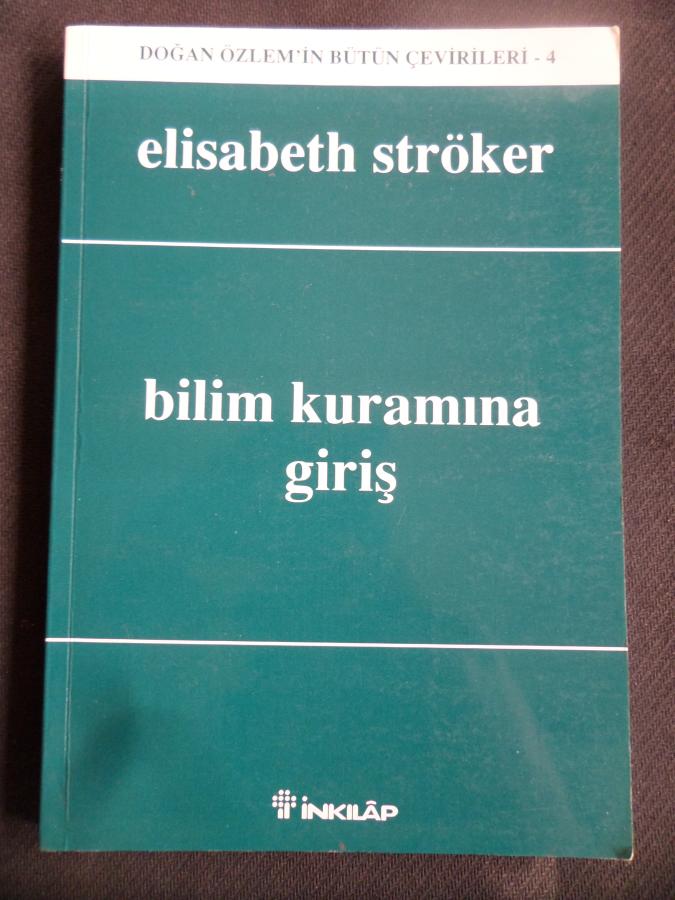 DOĞAN ÖZLEM'İN BÜTÜN ÇEVİRİLERİ - 4
elisabeth ströker
bilim kuramına
giriş
İNKILÂP